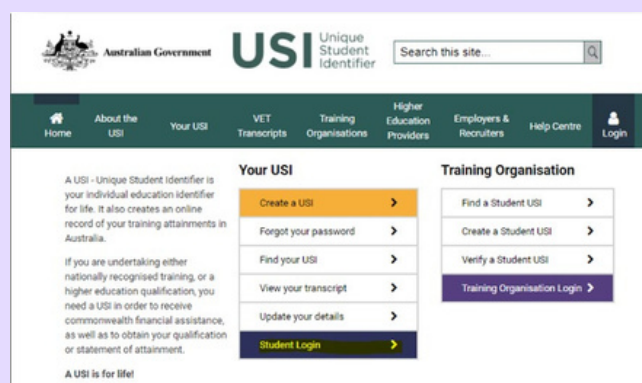 Australian Government
USI Unique
Student
Identifier
Search this site...
Home
About the
USI
Your USI
VET
Transcripts
Training
Organisations
Higher
Education
Providers
Employers &
Recruiters
Help Centre
Login
A USI - Unique Student Identifier is
your individual education identifier
for life. It also creates an online
record of your training attainments in
Australia.
If you are undertaking either
nationally recognised training, or a
higher education qualification, you
need a USI in order to receive
commonwealth financial assistance,
as well as to obtain your qualification
or statement of attainment.
A USI is for life!
Your USI
Create a USI
Forgot your password
Find your USI
View your transcript
Update your details
Student Login
Training Organisation
Find a Student USI
Create a Student USI
Verify a Student USI
Training Organisation Login